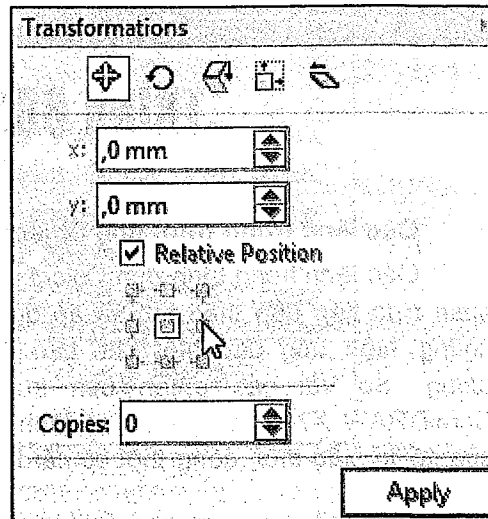 Transformations
x: ,0 mm
y: ,0 mm
Relative Position
Copies: 0
Apply